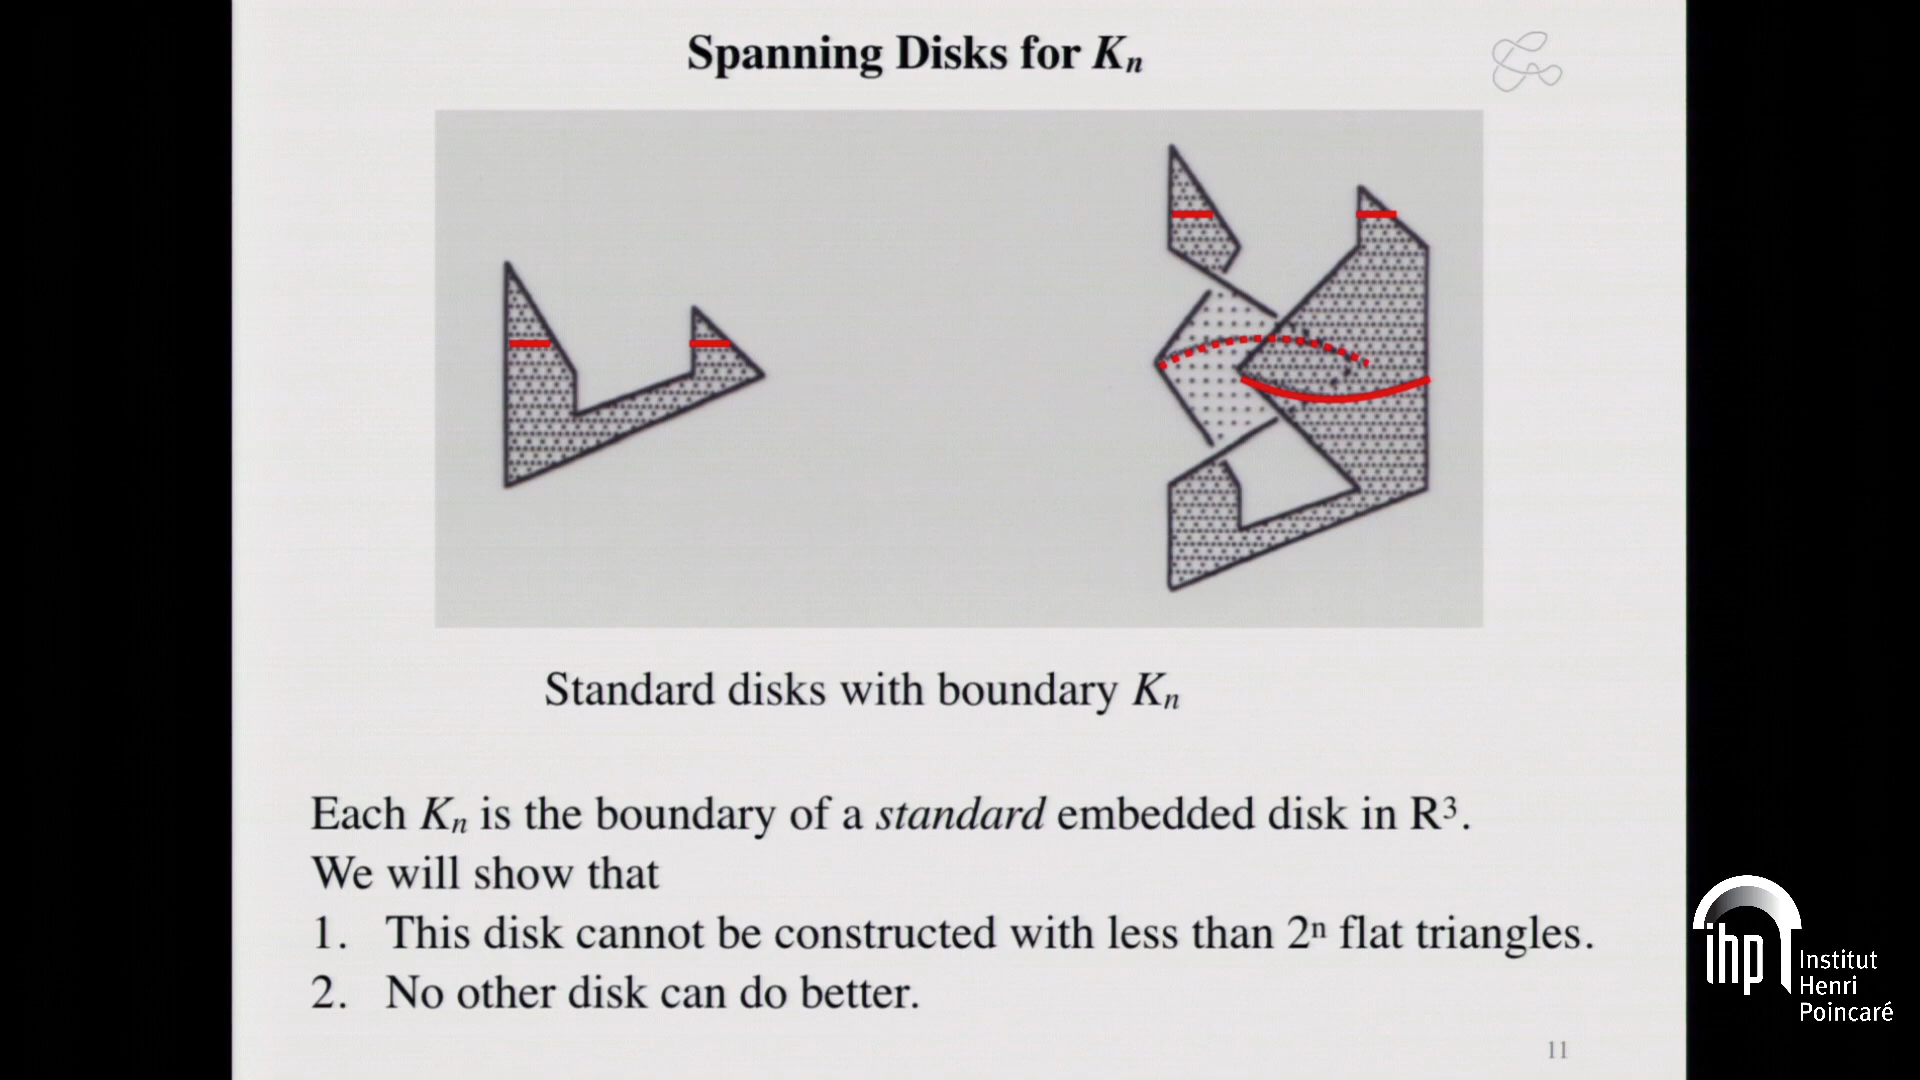 Spanning Disks for Kₙ
Standard disks with boundary Kₙ
Each Kₙ is the boundary of a standard embedded disk in R³.
We will show that
1. This disk cannot be constructed with less than 2ⁿ flat triangles.
2. No other disk can do better.
11
ihp
Institut
Henri
Poincaré